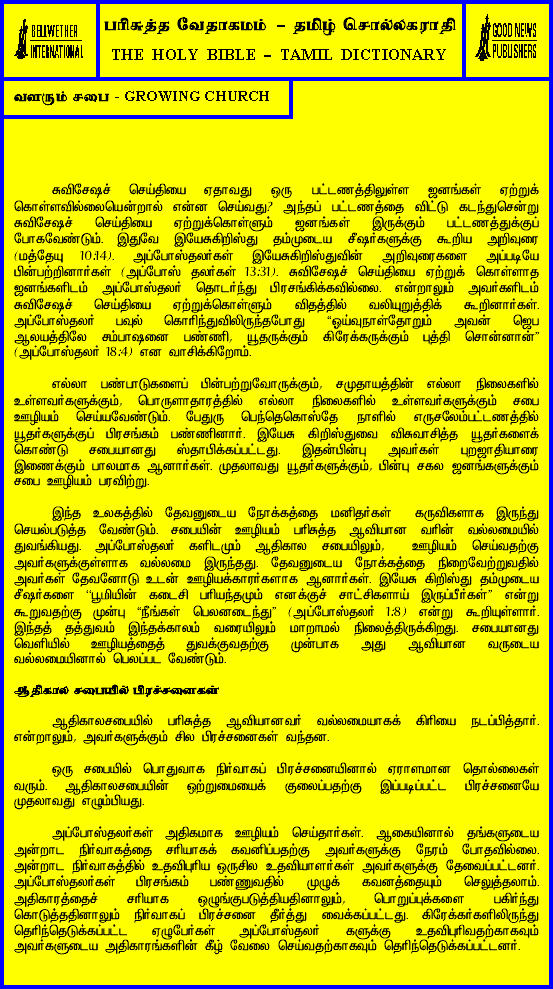 BELLWETHER
INTERNATIONAL
பரிசுத்த வேதாகமம் – தமிழ் சொல்லகராதி
THE HOLY BIBLE – TAMIL DICTIONARY
GOOD NEWS
PUBLISHERS
வளரும் சபை - GROWING CHURCH
சுவிசேஷச் செய்தியை ஏதாவது ஒரு பட்டணத்திலுள்ள ஜனங்கள் ஏற்றுக்
கொள்ளவில்லையென்றால் என்ன செய்வது? அந்தப் பட்டணத்தை விட்டு கடந்துசென்று
சுவிசேஷச் செய்தியை ஏற்றுக்கொள்ளும் ஜனங்கள் இருக்கும் பட்டணத்துக்குப்
போகவேண்டும். இதுவே இயேசுகிறிஸ்து தம்முடைய சீஷர்களுக்கு கூறிய அறிவுரை
(மத்தேயு 10:14). அப்போஸ்தலர்கள் இயேசுகிறிஸ்துவின் அறிவுரைகளை அப்படியே
பின்பற்றினார்கள் (அப்போஸ் தலர்கள் 13:31). சுவிசேஷச் செய்தியை ஏற்றுக் கொள்ளாத
ஜனங்களிடம் அப்போஸ்தலர் தொடர்ந்து பிரசங்கிக்கவில்லை. என்றாலும் அவர்களிடம்
சுவிசேஷச் செய்தியை ஏற்றுக்கொள்ளும் விதத்தில் வலியுறுத்திக் கூறினார்கள்.
அப்போஸ்தலர் பவுல் கொரிந்துவிலிருந்தபோது “ஓய்வுநாள்தோறும் அவன் ஜெப
ஆலயத்திலே சம்பாஷனை பண்ணி, யூதருக்கும் கிரேக்கருக்கும் புத்தி சொன்னான்”
(அப்போஸ்தலர் 18:4) என வாசிக்கிறோம்.
எல்லா பண்பாடுகளைப் பின்பற்றுவோருக்கும், சமுதாயத்தின் எல்லா நிலைகளில்
உள்ளவர்களுக்கும், பொருளாதாரத்தில் எல்லா நிலைகளில் உள்ளவர்களுக்கும் சபை
ஊழியம் செய்யவேண்டும். பேதுரு பெந்தெகொஸ்தே நாளில் எருசலேம்பட்டணத்தில்
யூதர்களுக்குப் பிரசங்கம் பண்ணினார். இயேசு கிறிஸ்துவை விசுவாசித்த யூதர்களைக்
கொண்டு சபையானது ஸ்தாபிக்கப்பட்டது. இதன்பின்பு அவர்கள் புறஜாதியாரை
இணைக்கும் பாலமாக ஆனார்கள். முதலாவது யூதர்களுக்கும், பின்பு சகல ஜனங்களுக்கும்
சபை ஊழியம் பரவிற்று.
இந்த உலகத்தில் தேவனுடைய நோக்கத்தை மனிதர்கள் கருவிகளாக இருந்து
செயல்படுத்த வேண்டும். சபையின் ஊழியம் பரிசுத்த ஆவியான வரின் வல்லமையில்
துவங்கியது. அப்போஸ்தலர் களிடமும் ஆதிகால சபையிலும், ஊழியம் செய்வதற்கு
அவர்களுக்குள்ளாக வல்லமை இருந்தது. தேவனுடைய நோக்கத்தை நிறைவேற்றுவதில்
அவர்கள் தேவனோடு உடன் ஊழியக்காரர்களாக ஆனார்கள். இயேசு கிறிஸ்து தம்முடைய
சீஷர்களை “பூமியின் கடைசி பரியந்தமும் எனக்குச் சாட்சிகளாய் இருப்பீர்கள்” என்று
கூறுவதற்கு முன்பு “நீங்கள் பெலனடைந்து” (அப்போஸ்தலர் 1:8) என்று கூறியுள்ளார்.
இந்தத் தத்துவம் இந்தக்காலம் வரையிலும் மாறாமல் நிலைத்திருக்கிறது. சபையானது
வெளியில் ஊழியத்தைத் துவக்குவதற்கு முன்பாக அது ஆவியான வருடைய
வல்லமையினால் பெலப்பட வேண்டும்.
ஆதிகால சபையில் பிரச்சனைகள்
ஆதிகாலசபையில் பரிசுத்த ஆவியானவர் வல்லமையாகக் கிரியை நடப்பித்தார்.
என்றாலும், அவர்களுக்கும் சில பிரச்சனைகள் வந்தன.
ஒரு சபையில் பொதுவாக நிர்வாகப் பிரச்சனையினால் ஏராளமான தொல்லைகள்
வரும். ஆதிகாலசபையின் ஒற்றுமையைக் குலைப்பதற்கு இப்படிப்பட்ட பிரச்சனையே
முதலாவது எழும்பியது.
அப்போஸ்தலர்கள் அதிகமாக ஊழியம் செய்தார்கள். ஆகையினால் தங்களுடைய
அன்றாட நிர்வாகத்தை சரியாகக் கவனிப்பதற்கு அவர்களுக்கு நேரம் போதவில்லை.
அன்றாட நிர்வாகத்தில் உதவிபுரிய ஒருசில உதவியாளர்கள் அவர்களுக்கு தேவைப்பட்டனர்.
அப்போஸ்தலர்கள் பிரசங்கம் பண்ணுவதில் முழுக் கவனத்தையும் செலுத்தலாம்.
அதிகாரத்தைச் சரியாக ஒழுங்குபடுத்தியதினாலும், பொறுப்புக்களை பகிர்ந்து
கொடுத்ததினாலும் நிர்வாகப் பிரச்சனை தீர்த்து வைக்கப்பட்டது. கிரேக்கர்களிலிருந்து
தெரிந்தெடுக்கப்பட்ட ஏழுபேர்கள் அப்போஸ்தலர் களுக்கு உதவிபுரிவதற்காகவும்
அவர்களுடைய அதிகாரங்களின் கீழ் வேலை செய்வதற்காகவும் தெரிந்தெடுக்கப்பட்டனர்.